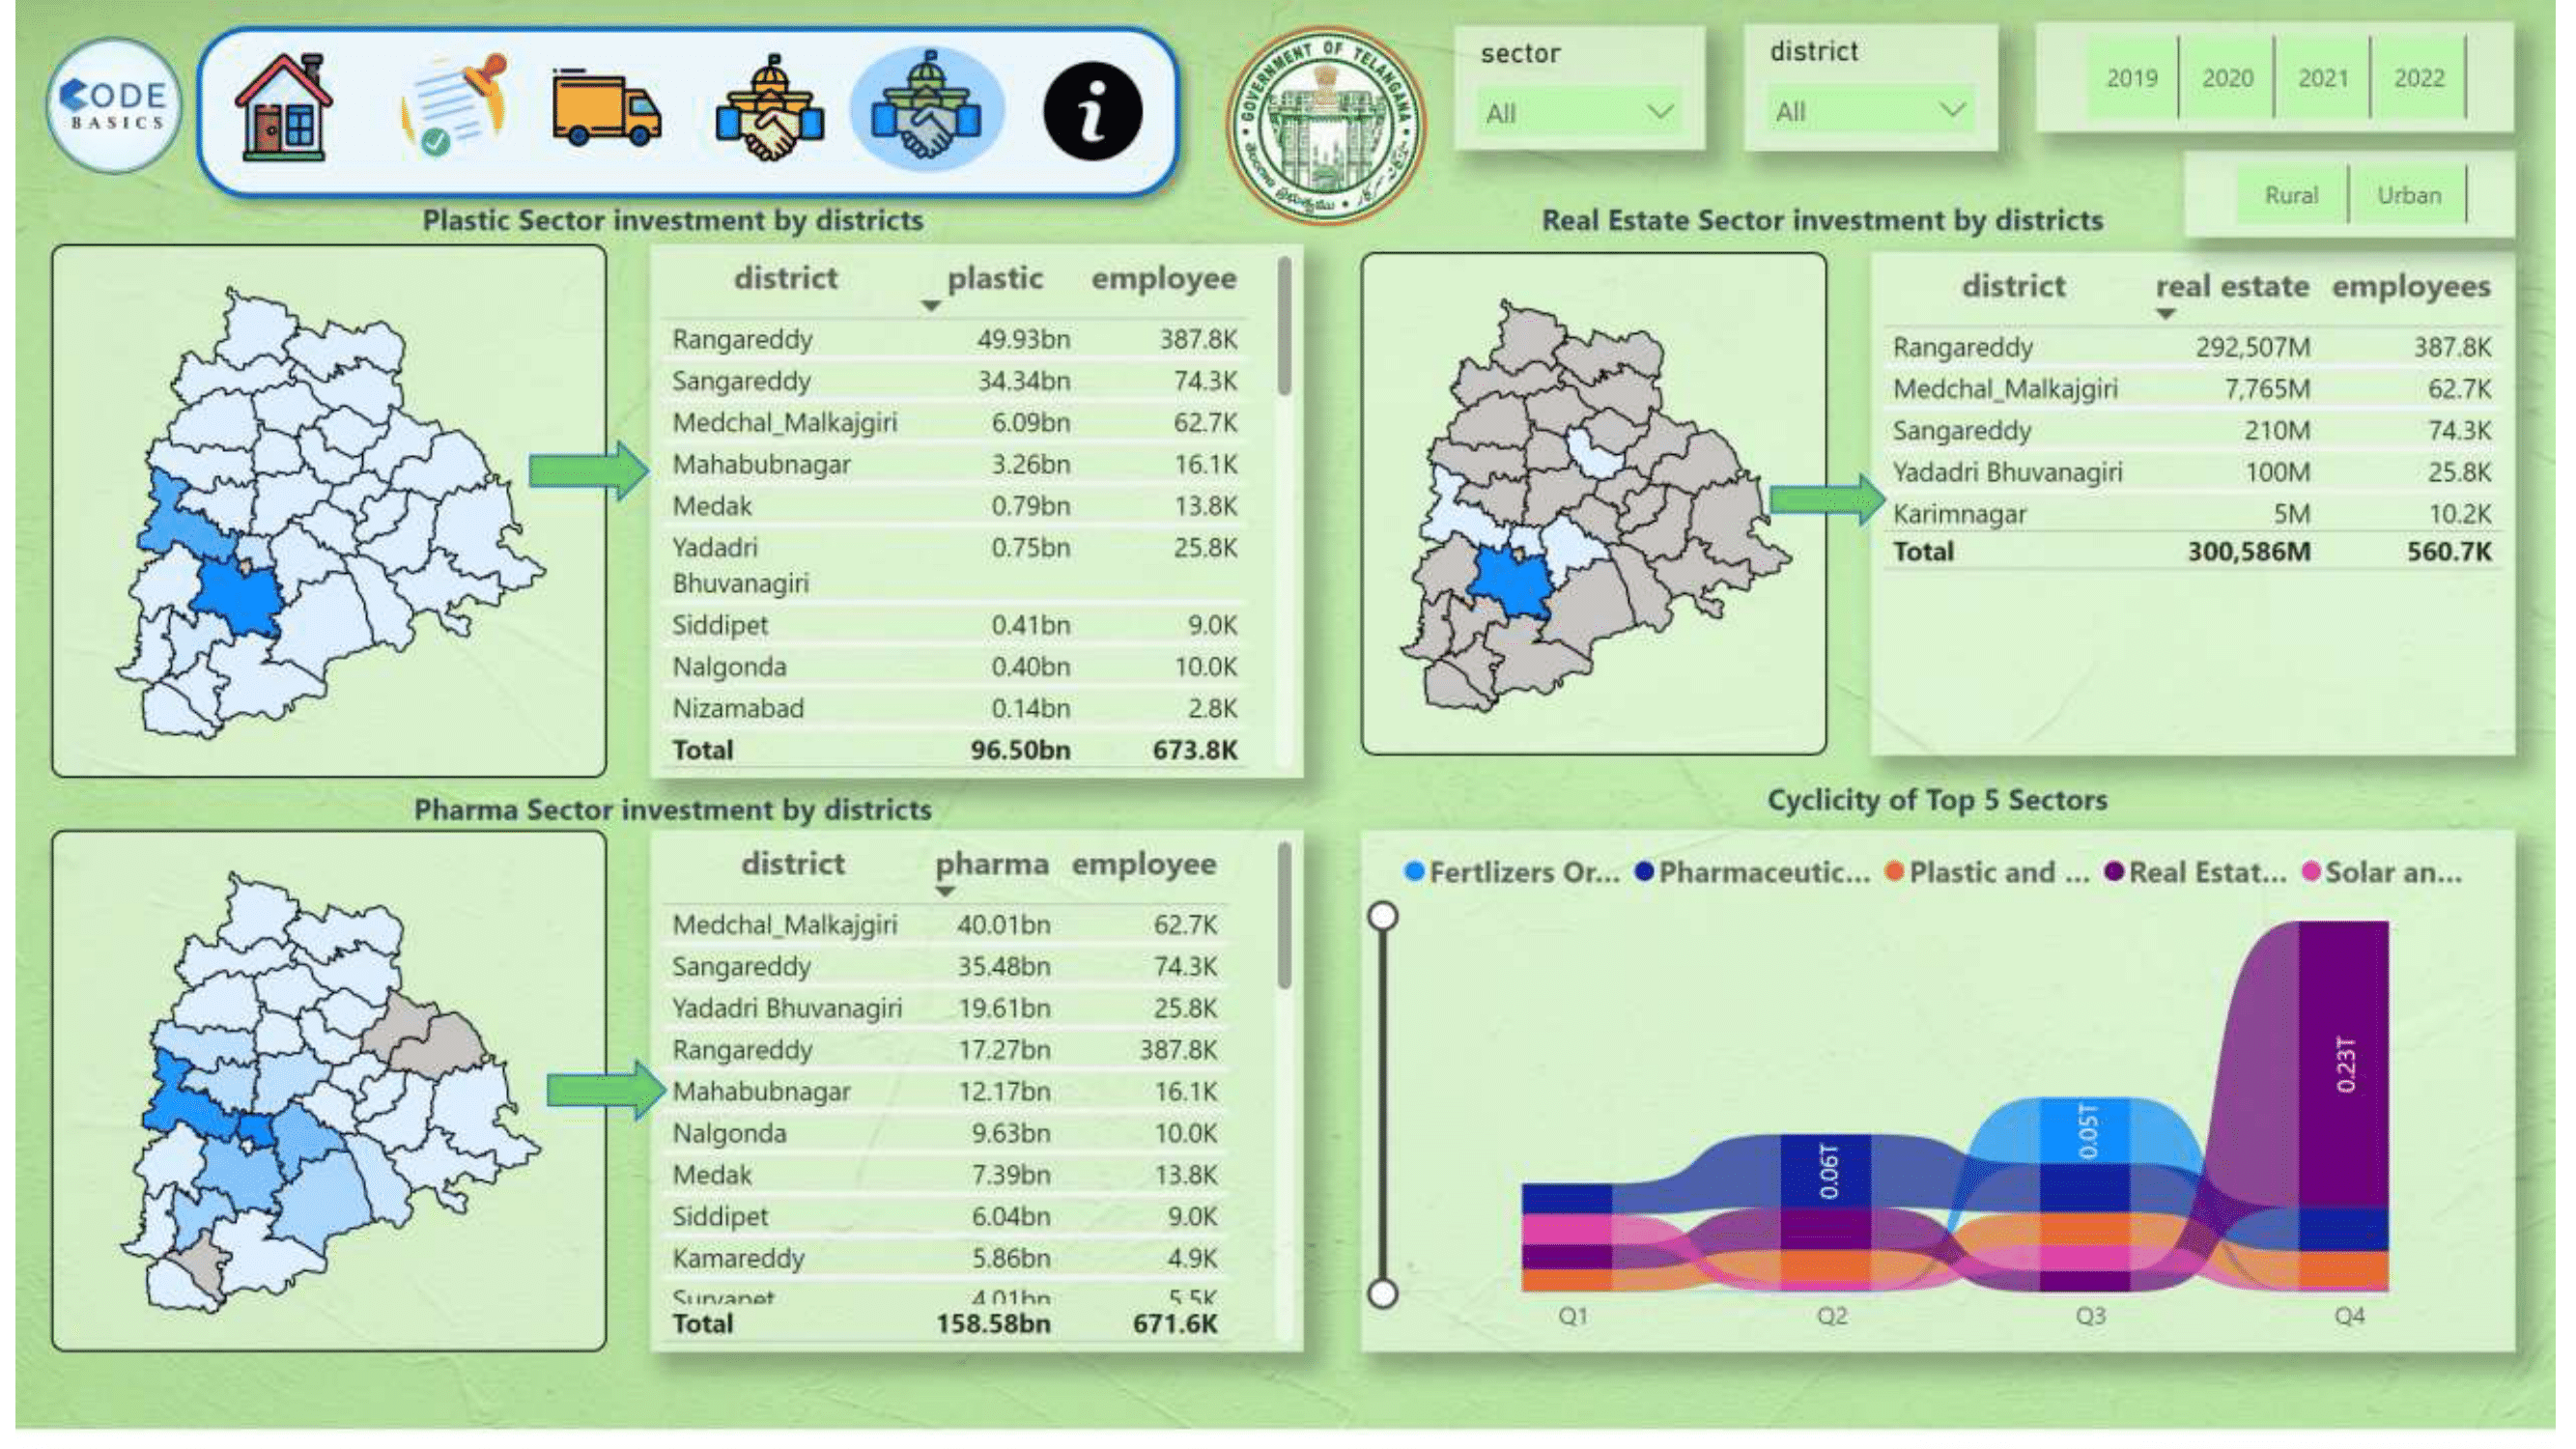 CODE
BASICS
GOVERNMENT OF TELANGANA
sector
All
district
All
2019 2020 2021 2022
Rural Urban
Plastic Sector investment by districts
district plastic employee
Rangareddy 49.93bn 387.8K
Sangareddy 34.34bn 74.3K
Medchal_Malkajgiri 6.09bn 62.7K
Mahabubnagar 3.26bn 16.1K
Medak 0.79bn 13.8K
Yadadri 0.75bn 25.8K
Bhuvanagiri
Siddipet 0.41bn 9.0K
Nalgonda 0.40bn 10.0K
Nizamabad 0.14bn 2.8K
Total 96.50bn 673.8K
Real Estate Sector investment by districts
district real estate employees
Rangareddy 292,507M 387.8K
Medchal_Malkajgiri 7,765M 62.7K
Sangareddy 210M 74.3K
Yadadri Bhuvanagiri 100M 25.8K
Karimnagar 5M 10.2K
Total 300,586M 560.7K
Pharma Sector investment by districts
district pharma employee
Medchal_Malkajgiri 40.01bn 62.7K
Sangareddy 35.48bn 74.3K
Yadadri Bhuvanagiri 19.61bn 25.8K
Rangareddy 17.27bn 387.8K
Mahabubnagar 12.17bn 16.1K
Nalgonda 9.63bn 10.0K
Medak 7.39bn 13.8K
Siddipet 6.04bn 9.0K
Kamareddy 5.86bn 4.9K
Suryapet 4.01bn 5.5K
Total 158.58bn 671.6K
Cyclicity of Top 5 Sectors
Fertlizers Or... Pharmaceutic... Plastic and ... Real Estat... Solar an...
0.06T
0.05T
0.23T
Q1 Q2 Q3 Q4